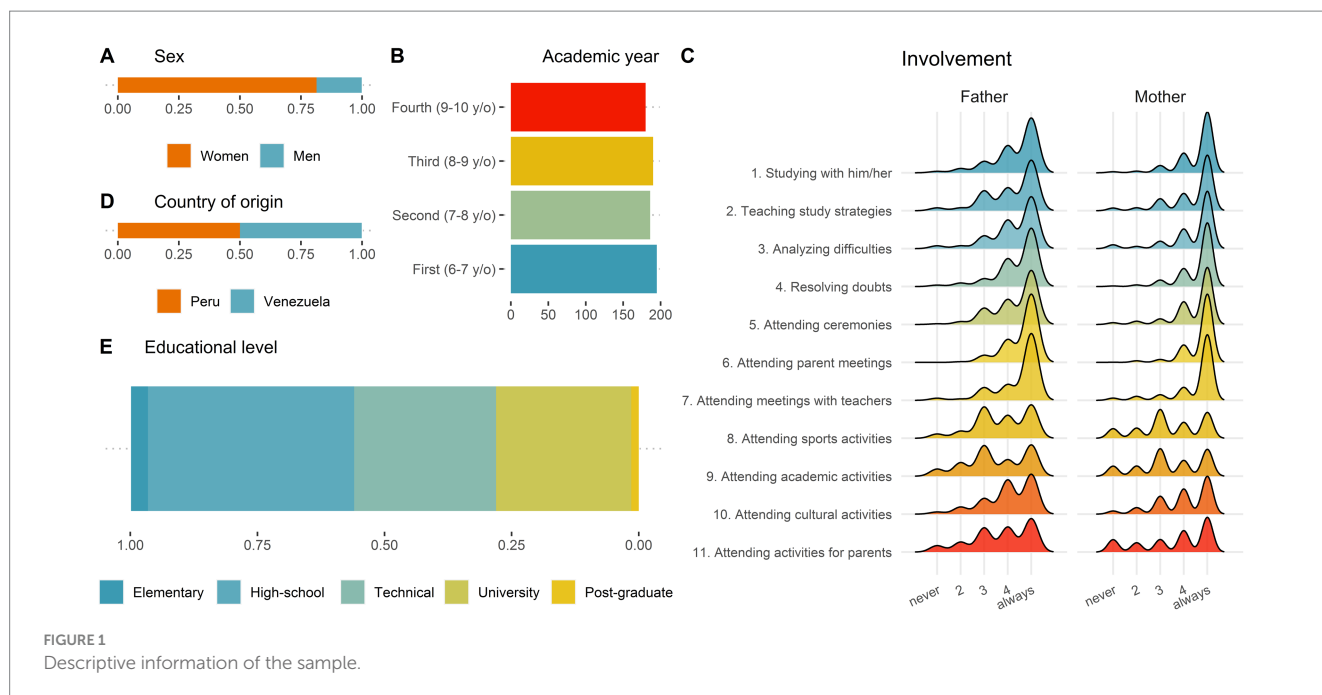 A Sex
0.00 0.25 0.50 0.75 1.00
Women Men
D Country of origin
0.00 0.25 0.50 0.75 1.00
Peru Venezuela
B Academic year
Fourth (9-10 y/o)
Third (8-9 y/o)
Second (7-8 y/o)
First (6-7 y/o)
0 50 100 150 200
E Educational level
1.00 0.75 0.50 0.25 0.00
Elementary High-school Technical University Post-graduate
C Involvement
Father Mother
1. Studying with him/her
2. Teaching study strategies
3. Analyzing difficulties
4. Resolving doubts
5. Attending ceremonies
6. Attending parent meetings
7. Attending meetings with teachers
8. Attending sports activities
9. Attending academic activities
10. Attending cultural activities
11. Attending activities for parents
never 2 3 4 always never 2 3 4 always
FIGURE 1
Descriptive information of the sample.